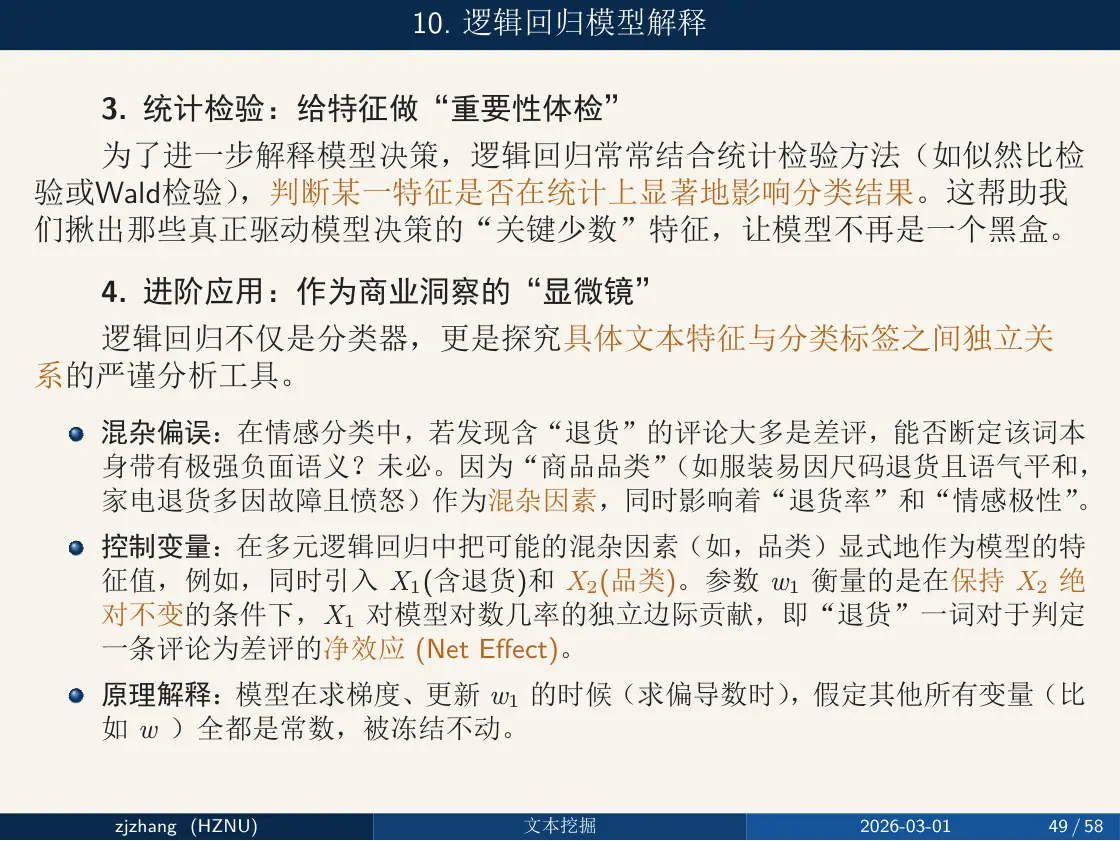 10. 逻辑回归模型解释
3. 统计检验：给特征做“重要性体检”
为了进一步解释模型决策，逻辑回归常常结合统计检验方法（如似然比检
验或Wald检验），判断某一特征是否在统计上显著地影响分类结果。这帮助我
们揪出那些真正驱动模型决策的“关键少数”特征，让模型不再是一个黑盒。
4. 进阶应用：作为商业洞察的“显微镜”
逻辑回归不仅是分类器，更是探究具体文本特征与分类标签之间独立关
系的严谨分析工具。
混杂偏误：在情感分类中，若发现含“退货”的评论大多是差评，能否断定该词本
身带有极强负面语义？未必。因为“商品品类”（如服装易因尺码退货且语气平和，
家电退货多因故障且愤怒）作为混杂因素，同时影响着“退货率”和“情感极性”。
控制变量：在多元逻辑回归中把可能的混杂因素（如，品类）显式地作为模型的特
征值，例如，同时引入 X₁(含退货)和 X₂(品类)。参数 w₁ 衡量的是在保持 X₂ 绝
对不变的条件下，X₁ 对模型对数几率的独立边际贡献，即“退货”一词对于判定
一条评论为差评的净效应 (Net Effect)。
原理解释：模型在求梯度、更新 w₁ 的时候（求偏导数时），假定其他所有变量（比
如 w ）全都是常数，被冻结不动。
zjzhang (HZNU) 文本挖掘 2026-03-01 49 / 58